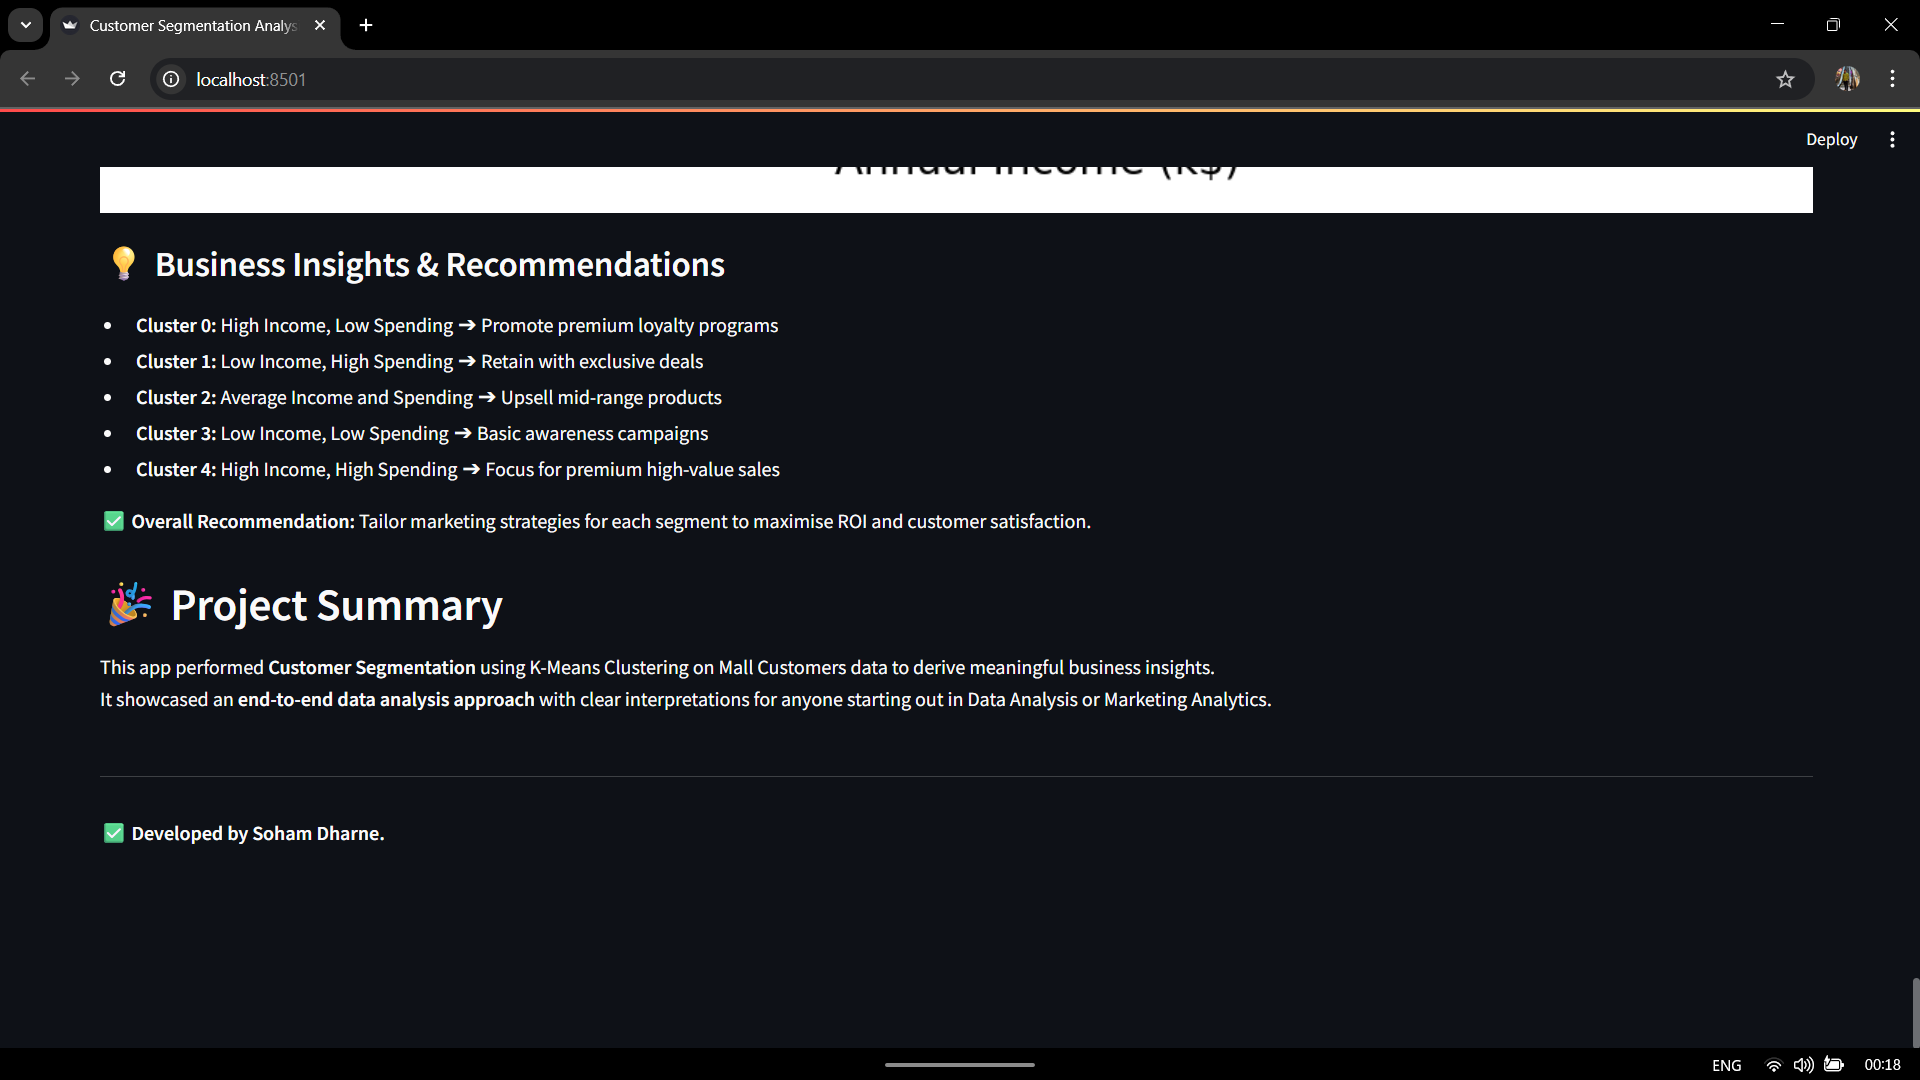 Customer Segmentation Analys
localhost:8501
Deploy
Annual Income (k$)
Business Insights & Recommendations
Cluster 0: High Income, Low Spending ➔ Promote premium loyalty programs
Cluster 1: Low Income, High Spending ➔ Retain with exclusive deals
Cluster 2: Average Income and Spending ➔ Upsell mid-range products
Cluster 3: Low Income, Low Spending ➔ Basic awareness campaigns
Cluster 4: High Income, High Spending ➔ Focus for premium high-value sales
✅ Overall Recommendation: Tailor marketing strategies for each segment to maximise ROI and customer satisfaction.
Project Summary
This app performed Customer Segmentation using K-Means Clustering on Mall Customers data to derive meaningful business insights.
It showcased an end-to-end data analysis approach with clear interpretations for anyone starting out in Data Analysis or Marketing Analytics.
✅ Developed by Soham Dharne.
ENG
00:18